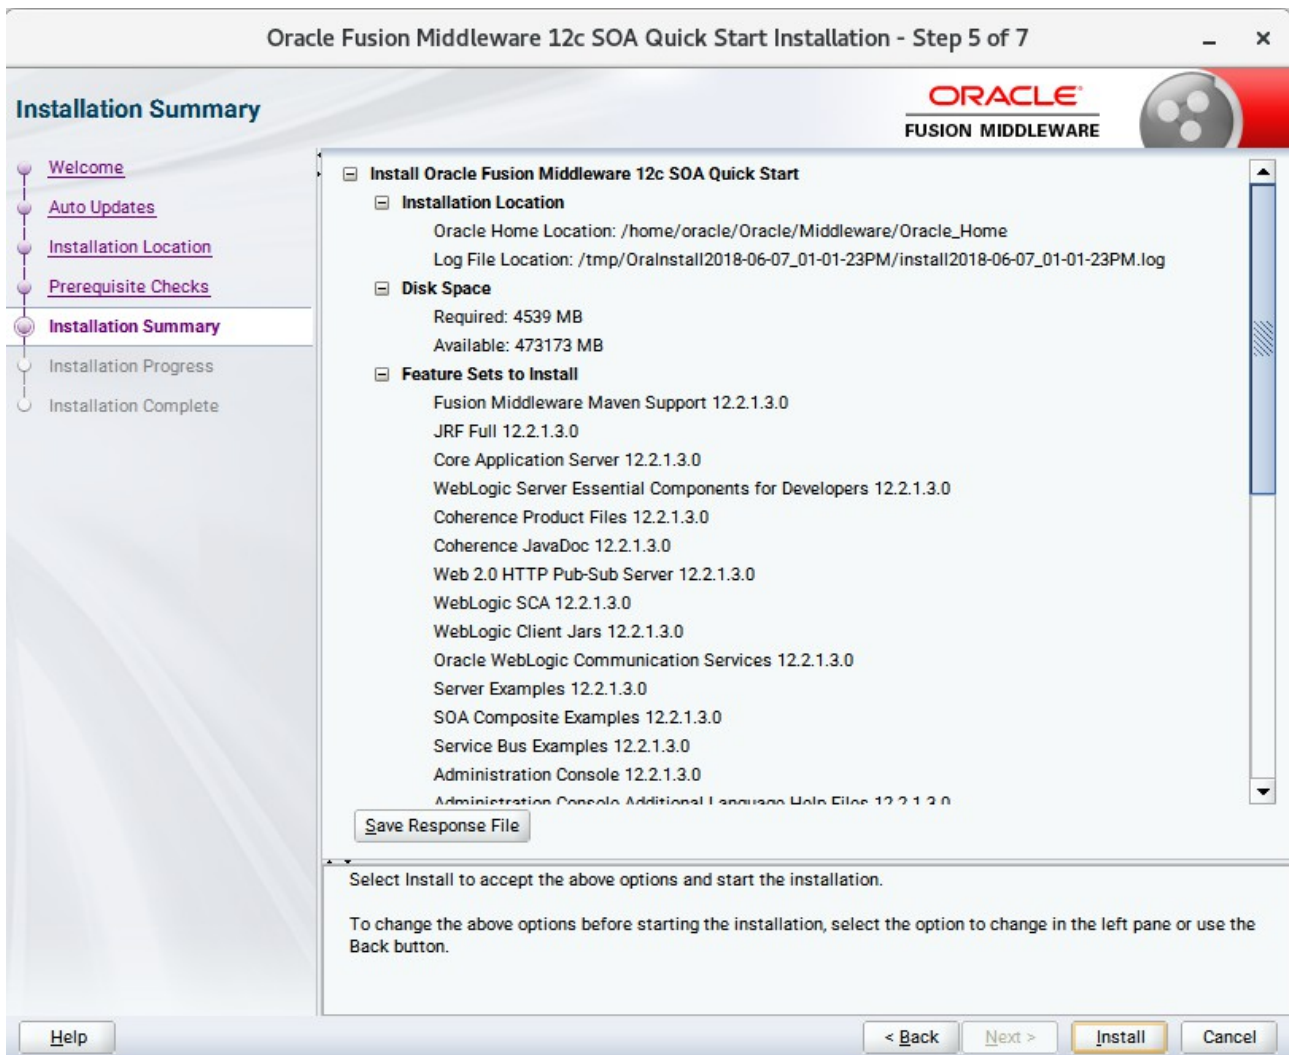 Oracle Fusion Middleware 12c SOA Quick Start Installation - Step 5 of 7
Installation Summary
ORACLE
FUSION MIDDLEWARE
Welcome
Auto Updates
Installation Location
Prerequisite Checks
Installation Summary
Installation Progress
Installation Complete
Install Oracle Fusion Middleware 12c SOA Quick Start
Installation Location
Oracle Home Location: /home/oracle/Oracle/Middleware/Oracle_Home
Log File Location: /tmp/OraInstall2018-06-07_01-01-23PM/install2018-06-07_01-01-23PM.log
Disk Space
Required: 4539 MB
Available: 473173 MB
Feature Sets to Install
Fusion Middleware Maven Support 12.2.1.3.0
JRF Full 12.2.1.3.0
Core Application Server 12.2.1.3.0
WebLogic Server Essential Components for Developers 12.2.1.3.0
Coherence Product Files 12.2.1.3.0
Coherence JavaDoc 12.2.1.3.0
Web 2.0 HTTP Pub-Sub Server 12.2.1.3.0
WebLogic SCA 12.2.1.3.0
WebLogic Client Jars 12.2.1.3.0
Oracle WebLogic Communication Services 12.2.1.3.0
Server Examples 12.2.1.3.0
SOA Composite Examples 12.2.1.3.0
Service Bus Examples 12.2.1.3.0
Administration Console 12.2.1.3.0
Administration Console Additional Language Help Files 12.2.1.3.0
Save Response File
Select Install to accept the above options and start the installation.
To change the above options before starting the installation, select the option to change in the left pane or use the
Back button.
Help
< Back
Next >
Install
Cancel